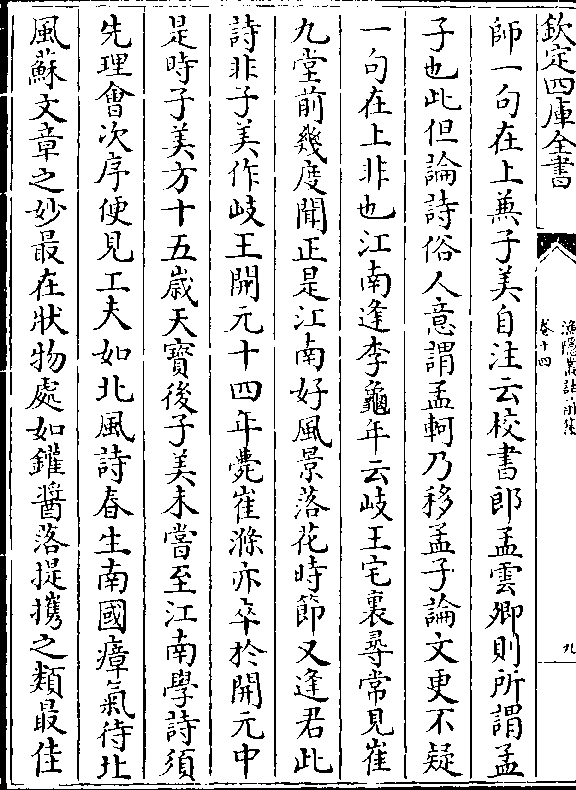 欽定四庫全書
漁隱叢話前集
卷十四
九
師一句在上兼子美自注云校書郎孟雲卿則所謂孟
子也此但論詩俗人意謂孟軻乃移孟子論文更不疑
一句在上非也江南逢李龜年云岐王宅裏尋常見崔
九堂前幾度聞正是江南好風景落花時節又逢君此
詩非子美作岐王開元十四年薨崔滌亦卒於開元中
是時子美方十五歲天寶後子美未嘗至江南學詩須
先理會次序便見工夫如北風詩春生南國瘴氣待北
風蘇文章之妙最在狀物處如鑵醬落提擕之類最佳